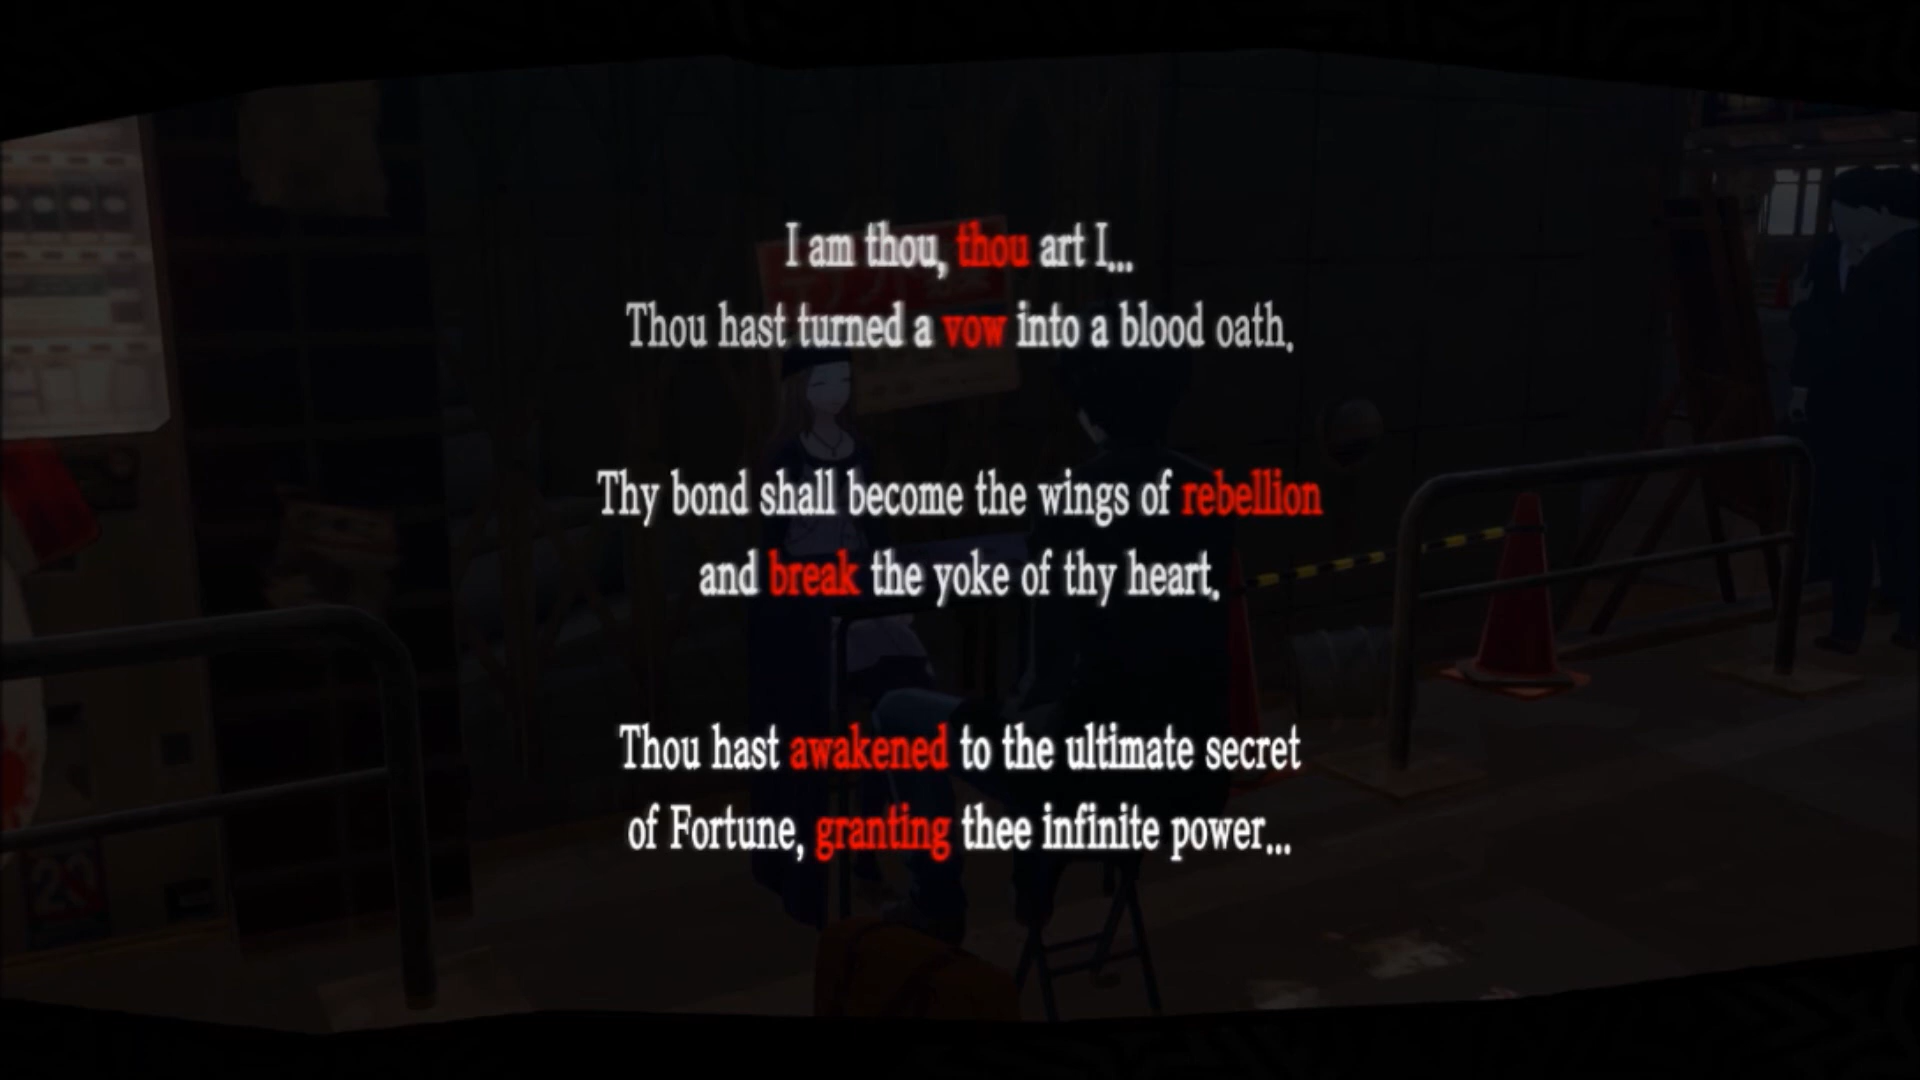 I am thou, thou art I...
Thou hast turned a vow into a blood oath.
Thy bond shall become the wings of rebellion
and break the yoke of thy heart.
Thou hast awakened to the ultimate secret
of Fortune, granting thee infinite power...